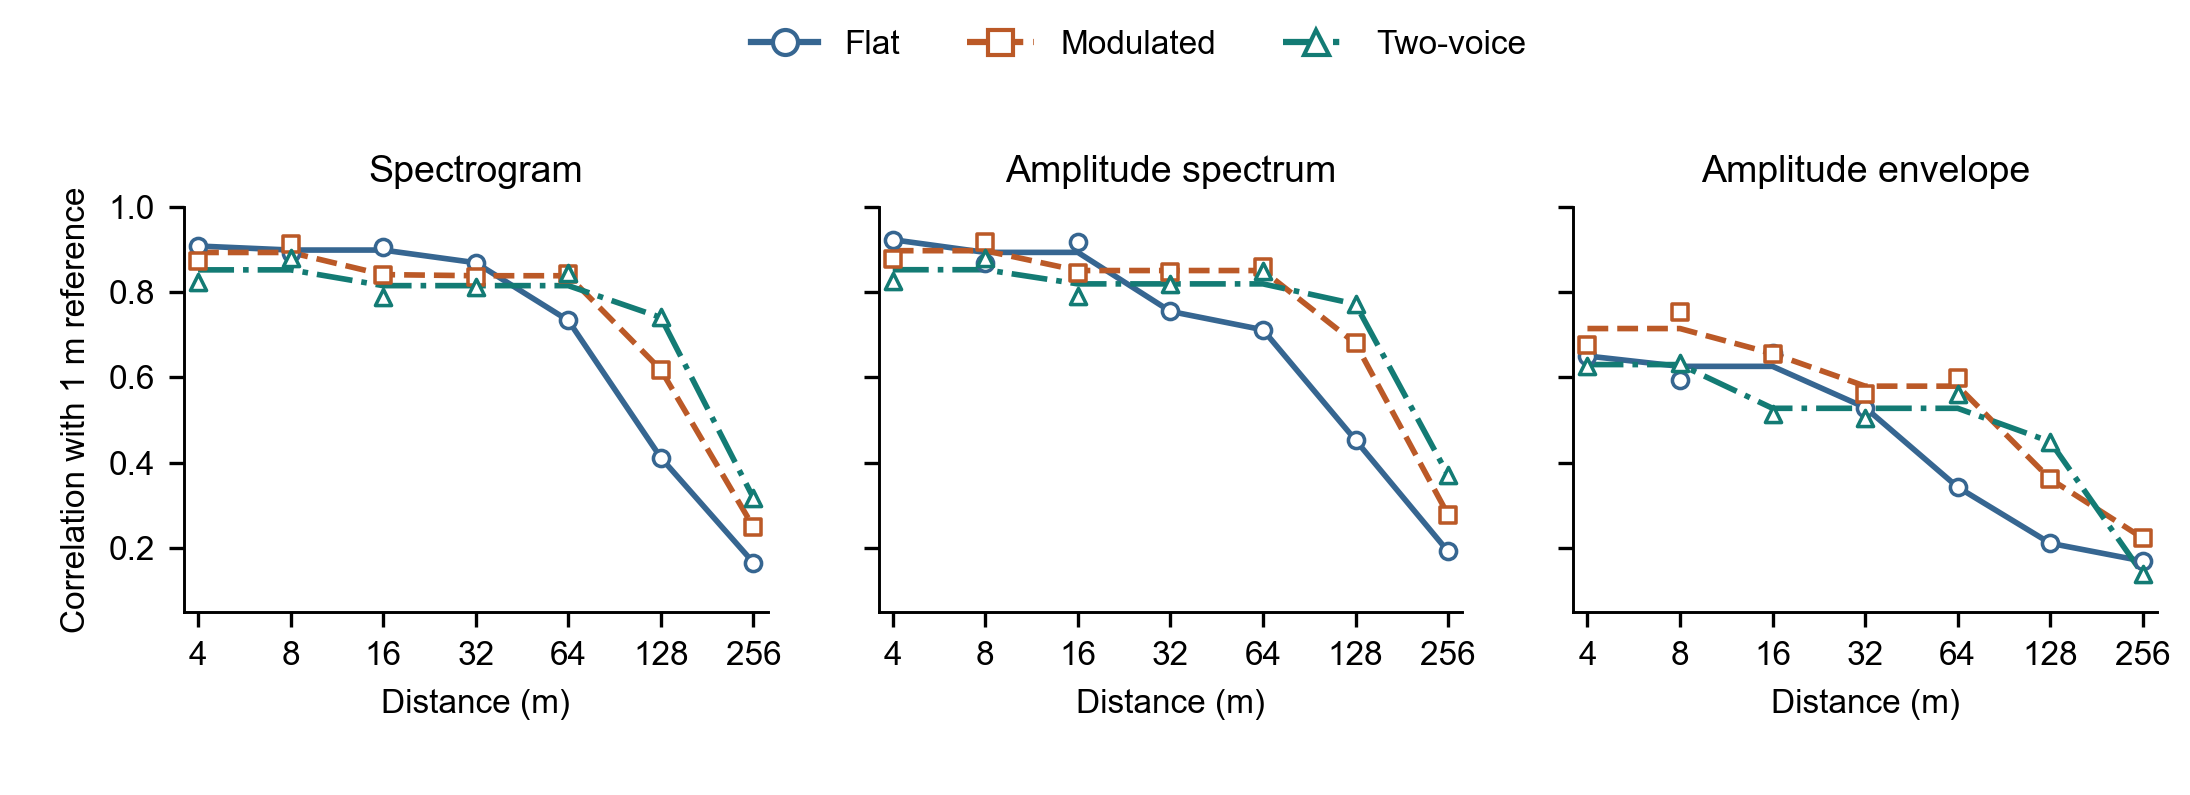 Flat Modulated Two-voice
Spectrogram
Amplitude spectrum
Amplitude envelope
Correlation with 1 m reference
1.0
0.8
0.6
0.4
0.2
4 8 16 32 64 128 256
4 8 16 32 64 128 256
4 8 16 32 64 128 256
Distance (m)
Distance (m)
Distance (m)